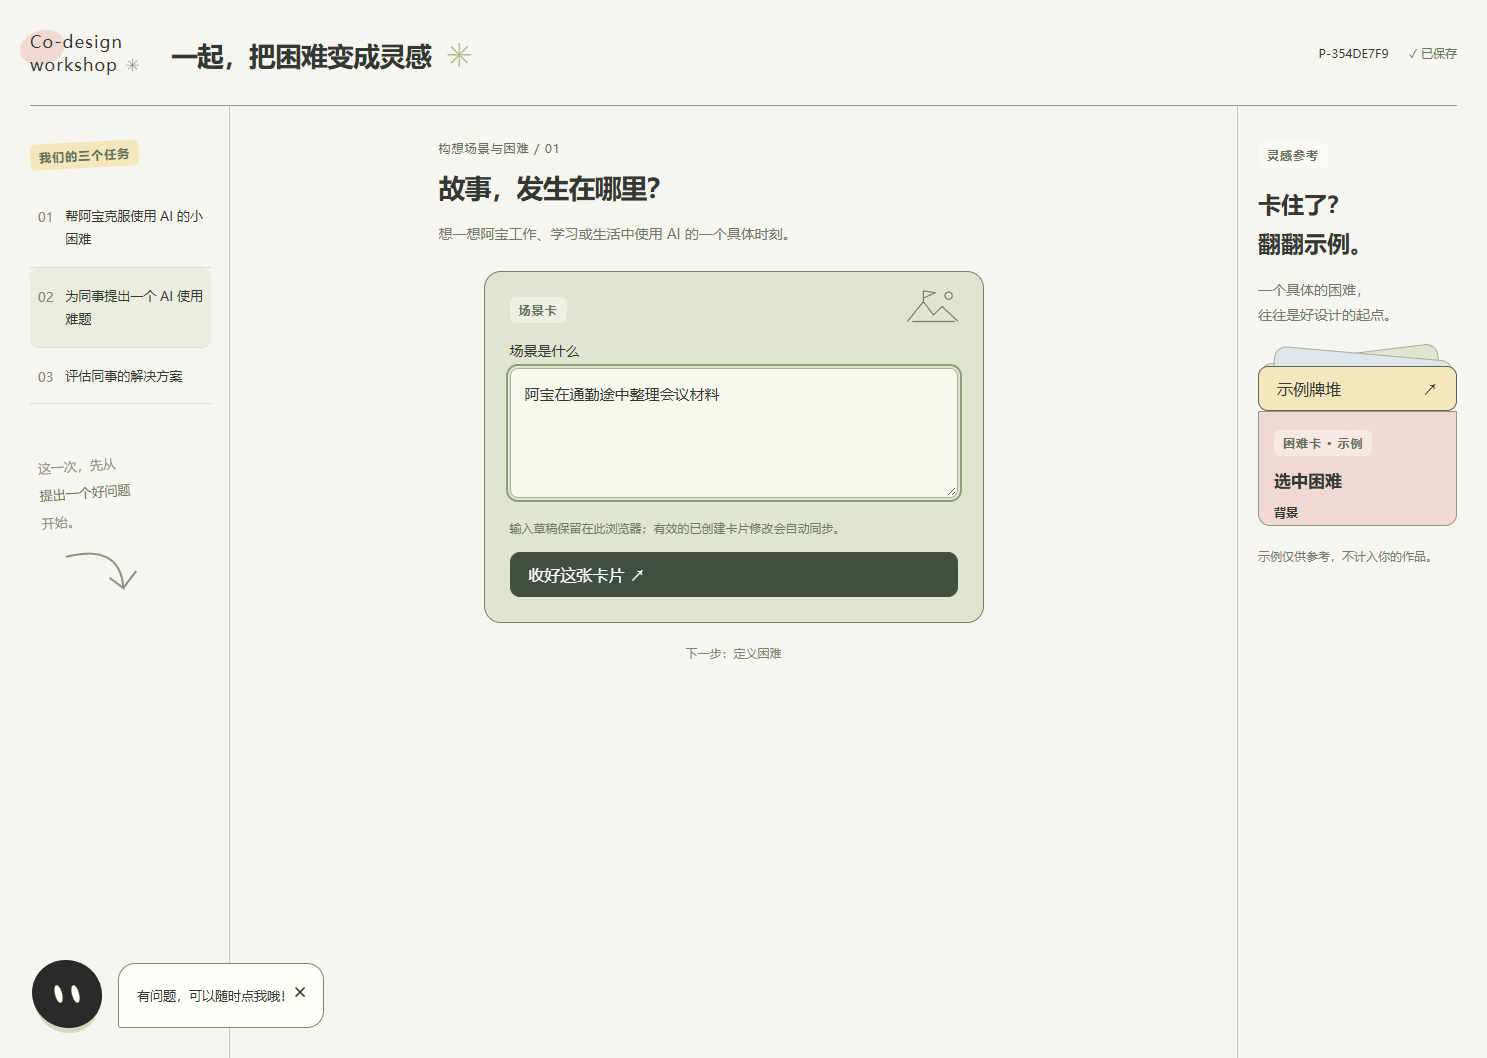 Co-design
workshop
一起，把困难变成灵感
P-354DE7F9
✓ 已保存
我们的三个任务
01 帮阿宝克服使用 AI 的小
困难
02 为同事提出一个 AI 使用
难题
03 评估同事的解决方案
这一次，先从
提出一个好问题
开始。
构想场景与困难 / 01
故事，发生在哪里？
想一想阿宝工作、学习或生活中使用 AI 的一个具体时刻。
场景卡
场景是什么
阿宝在通勤途中整理会议材料
输入草稿保留在此浏览器；有效的已创建卡片修改会自动同步。
收好这张卡片 ↗
下一步：定义困难
灵感参考
卡住了？
翻翻示例。
一个具体的困难，
往往是好设计的起点。
示例牌堆 ↗
困难卡 • 示例
选中困难
背景
示例仅供参考，不计入你的作品。
有问题，可以随时点我哦！ ✕